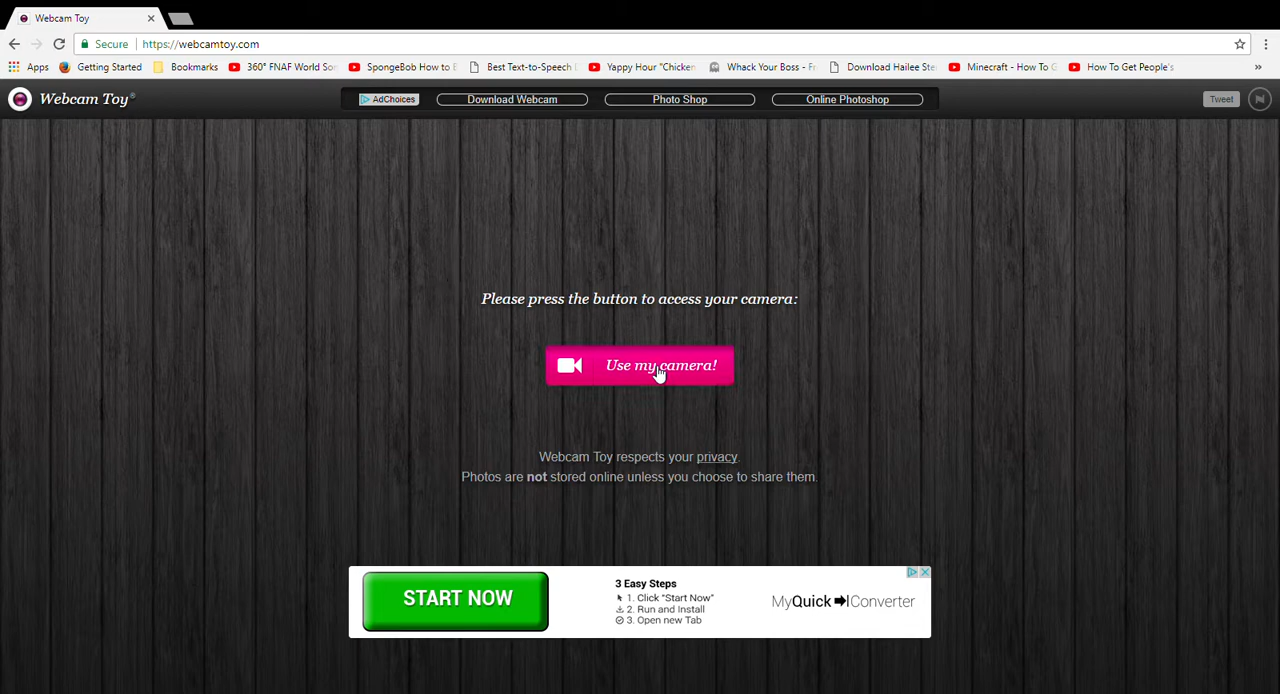 Webcam Toy
Secure https://webcamtoy.com
Apps Getting Started Bookmarks 360° FNAF World So SpongeBob How to Best Text-to-Speech Yappy Hour "Chicken Whack Your Boss - Fr Download Hailee Ste Minecraft - How To G How To Get People's »
Webcam Toy® AdChoices Download Webcam Photo Shop Online Photoshop Tweet
Please press the button to access your camera:
Use my camera!
Webcam Toy respects your privacy.
Photos are not stored online unless you choose to share them.
START NOW
3 Easy Steps
1. Click "Start Now"
2. Run and Install
3. Open new Tab
MyQuick Converter